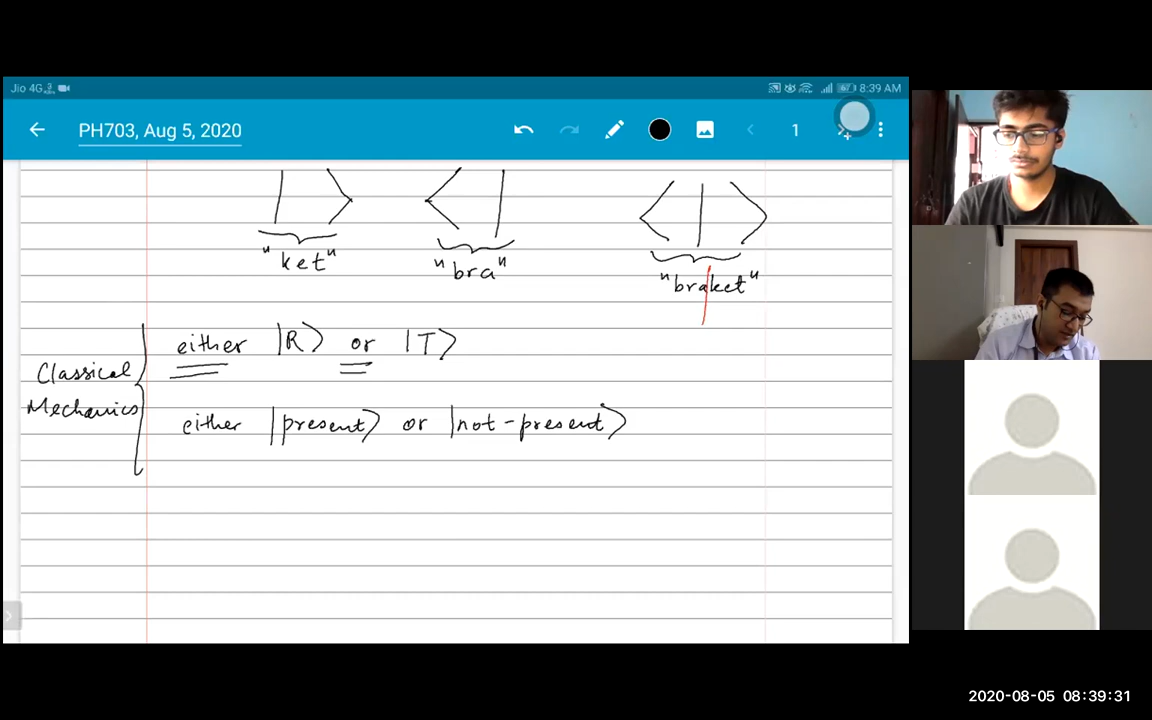 Jio 4G 8:39 AM
PH703, Aug 5, 2020 1
| ⟩ ⟨ | ⟨ | ⟩
"ket" "bra" "braket"
either |R⟩ or |T⟩
Classical
Mechanics
either |present⟩ or |not-present⟩
2020-08-05 08:39:31